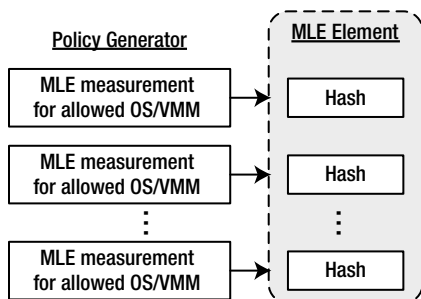 Policy Generator
MLE Element
MLE measurement
for allowed OS/VMM
Hash
MLE measurement
for allowed OS/VMM
Hash
MLE measurement
for allowed OS/VMM
Hash